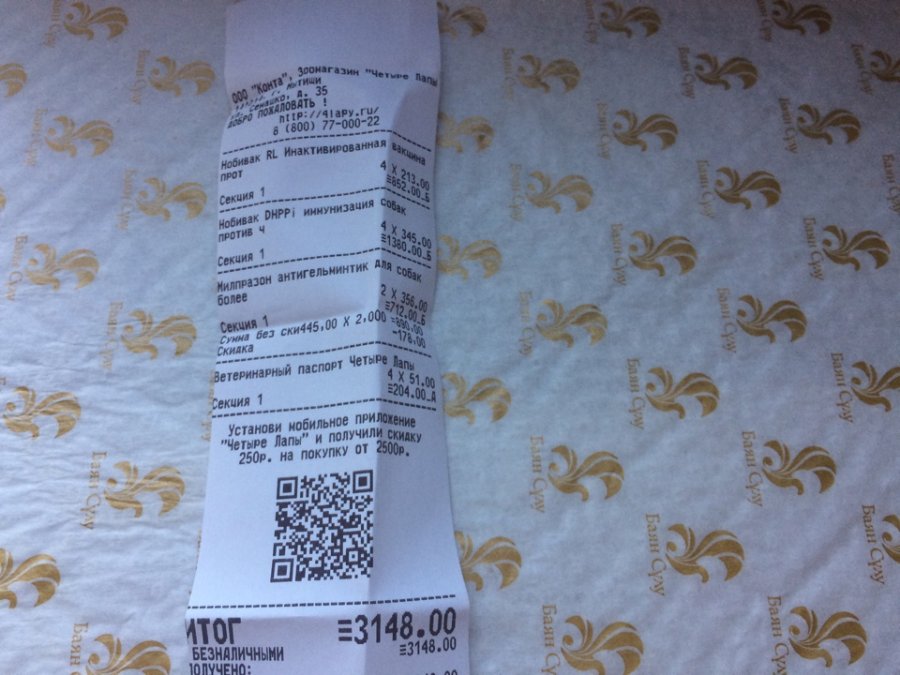 ООО "Конта", Зоомагазин "Четыре Лапы
г. Мытищи
д. 35
ДОБРО ПОЖАЛОВАТЬ !
http://4lapy.ru/
8 (800) 77-000-22
Нобивак RL Инактивированная вакцина
прот
4 X 213.00
Секция 1 ≡852.00_Б
Нобивак DHPPi иммунизация собак
против ч
4 X 345.00
Секция 1 ≡1380.00_Б
Милпразон антигельминтик для собак
более
2 X 356.00
Секция 1 ≡712.00_Б
Сумма без ски445,00 X 2,000 =890.00
Скидка -178.00
Ветеринарный паспорт Четыре Лапы
4 X 51.00
Секция 1 ≡204.00_А
Установи мобильное приложение
"Четыре Лапы" и получили скидку
250р. на покупку от 2500р.
ИТОГ ≡3148.00
БЕЗНАЛИЧНЫМИ ≡3148.00
ПОЛУЧЕНО:
Баян Сұлу